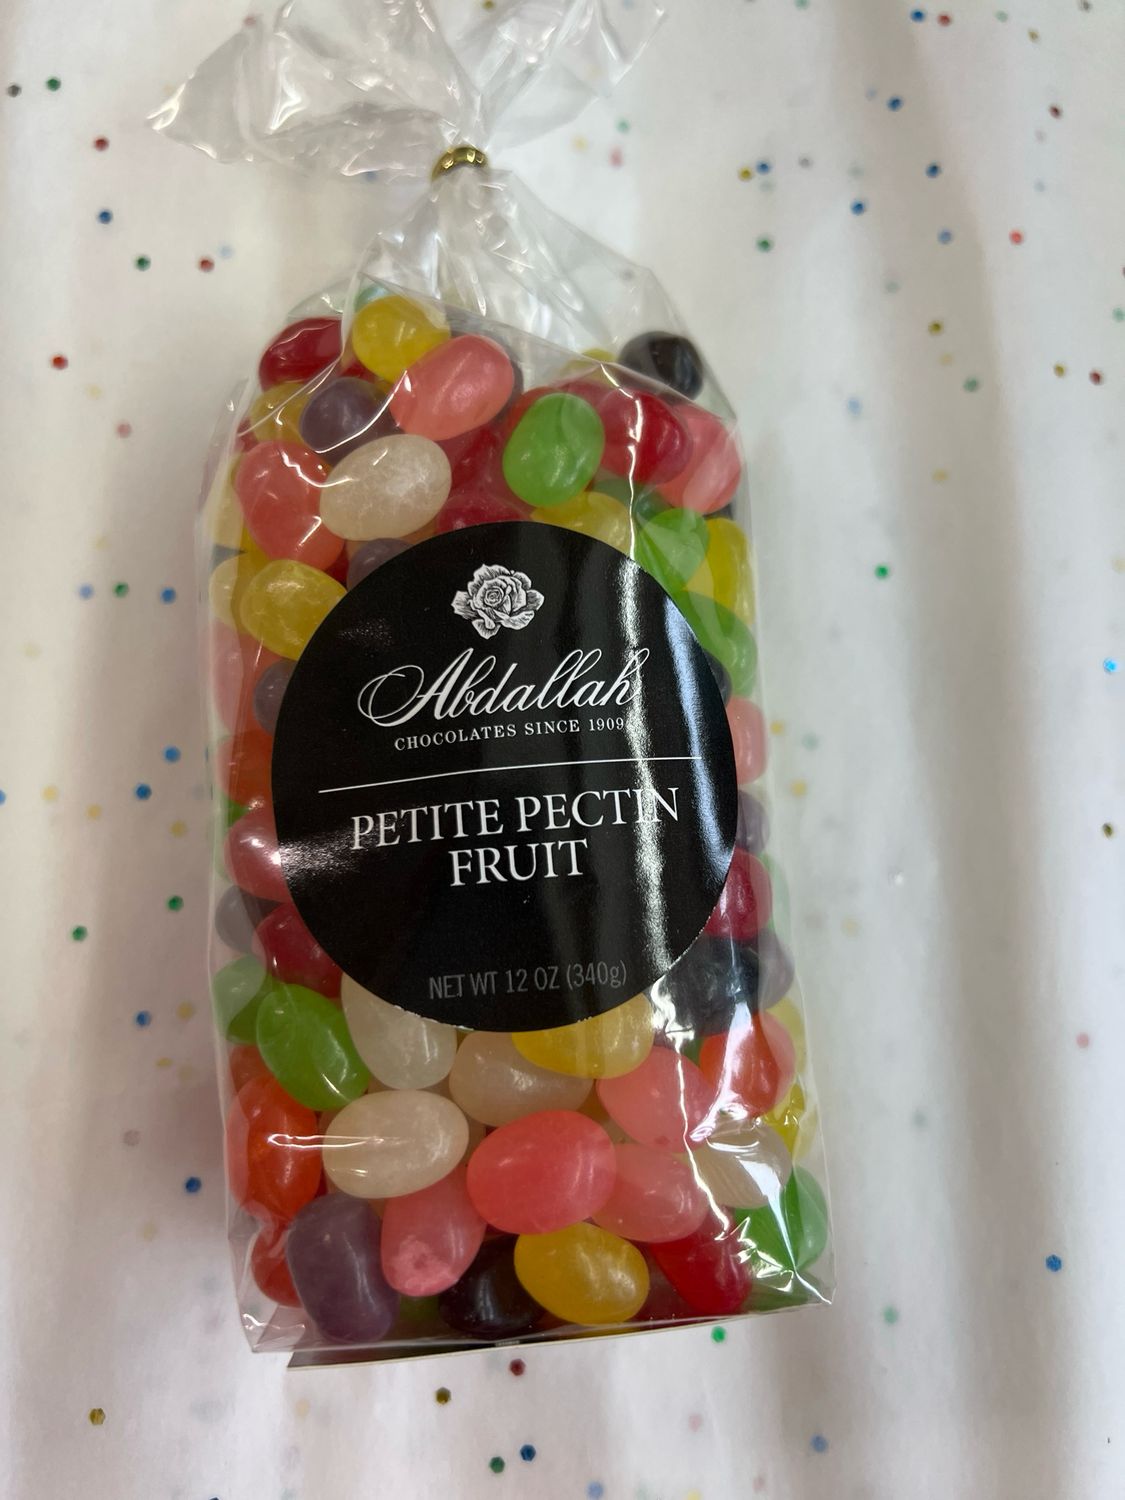 Abdallah
CHOCOLATES SINCE 1909
PETITE PECTIN
FRUIT
NET WT 12 OZ (340g)